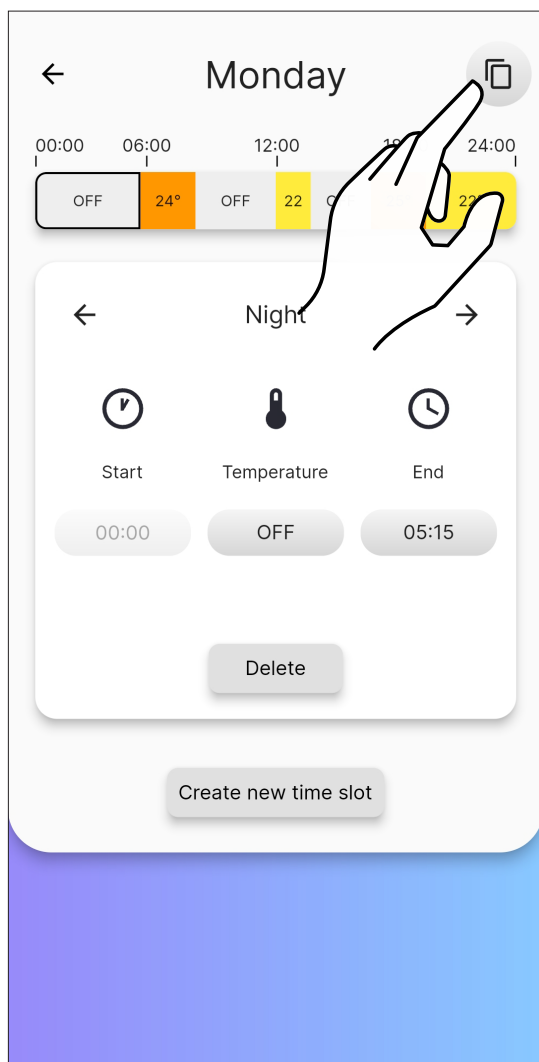 Monday
00:00 06:00 12:00 24:00
OFF 24° OFF 22
Night
Start Temperature End
00:00 OFF 05:15
Delete
Create new time slot